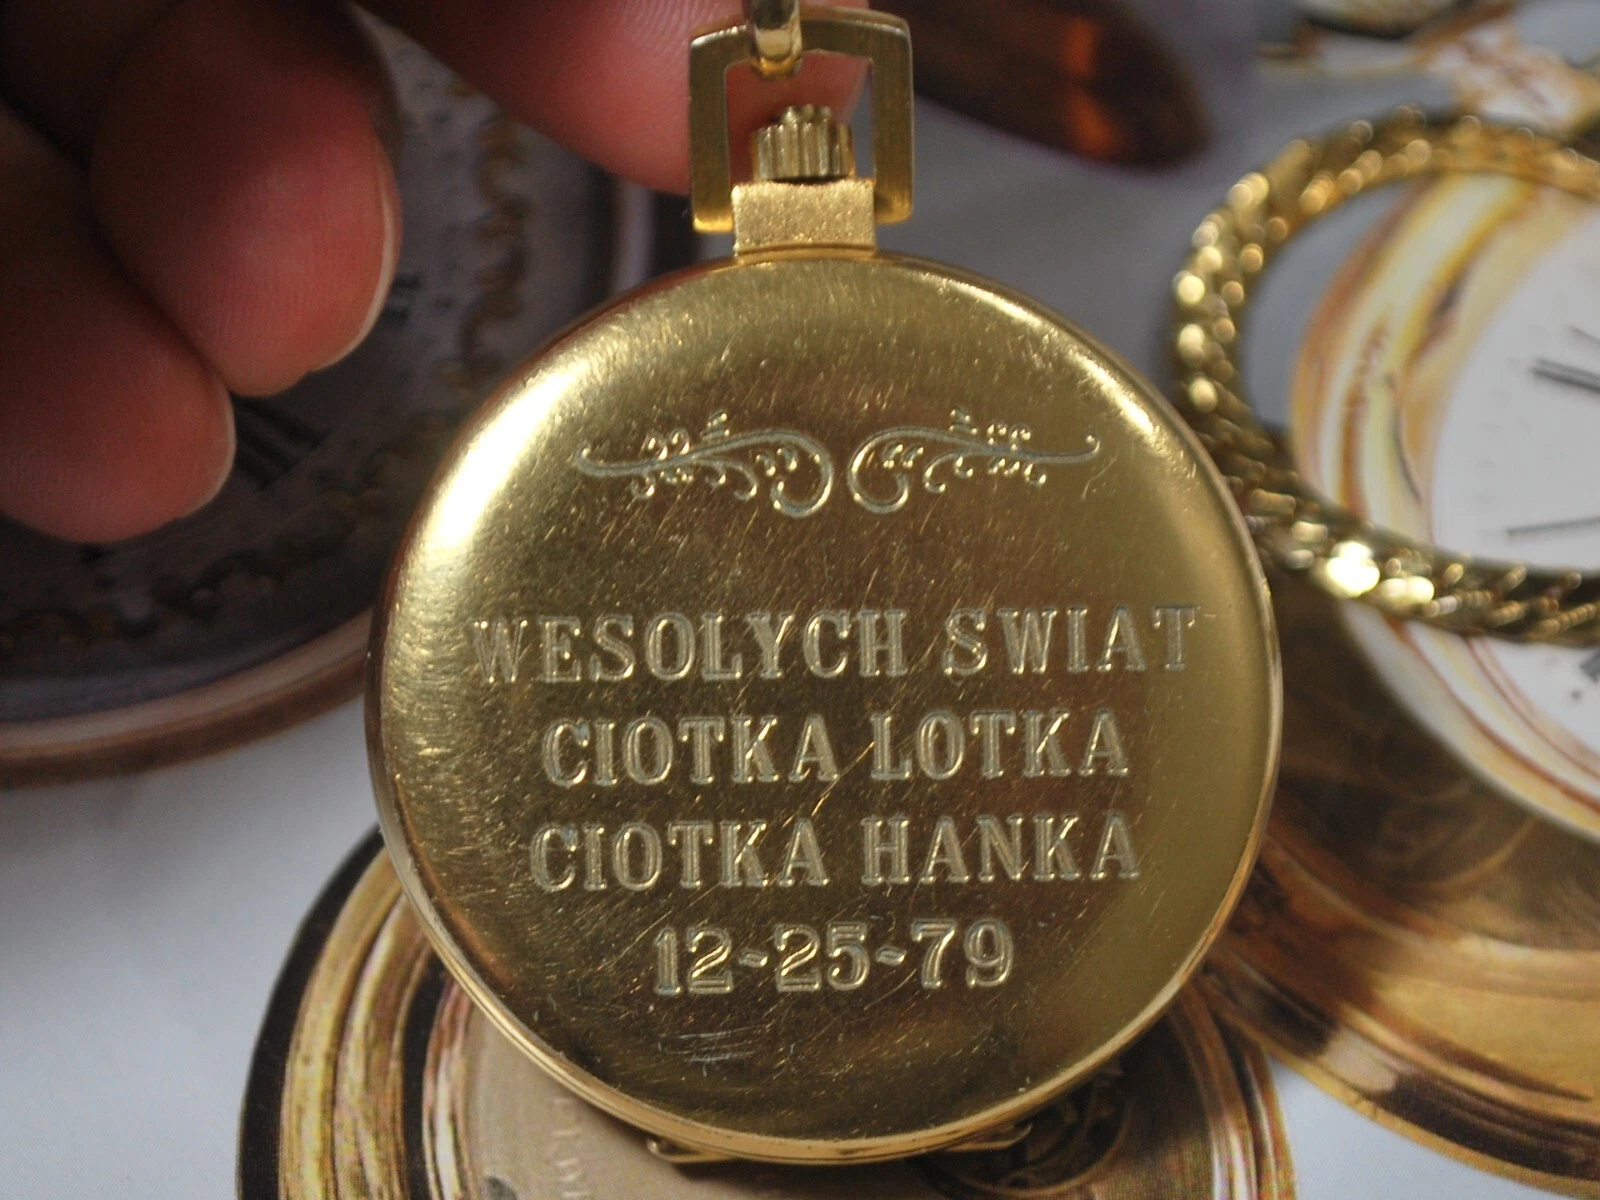 WESOLYCH SWIAT
CIOTKA LOTKA
CIOTKA HANKA
12-25-79